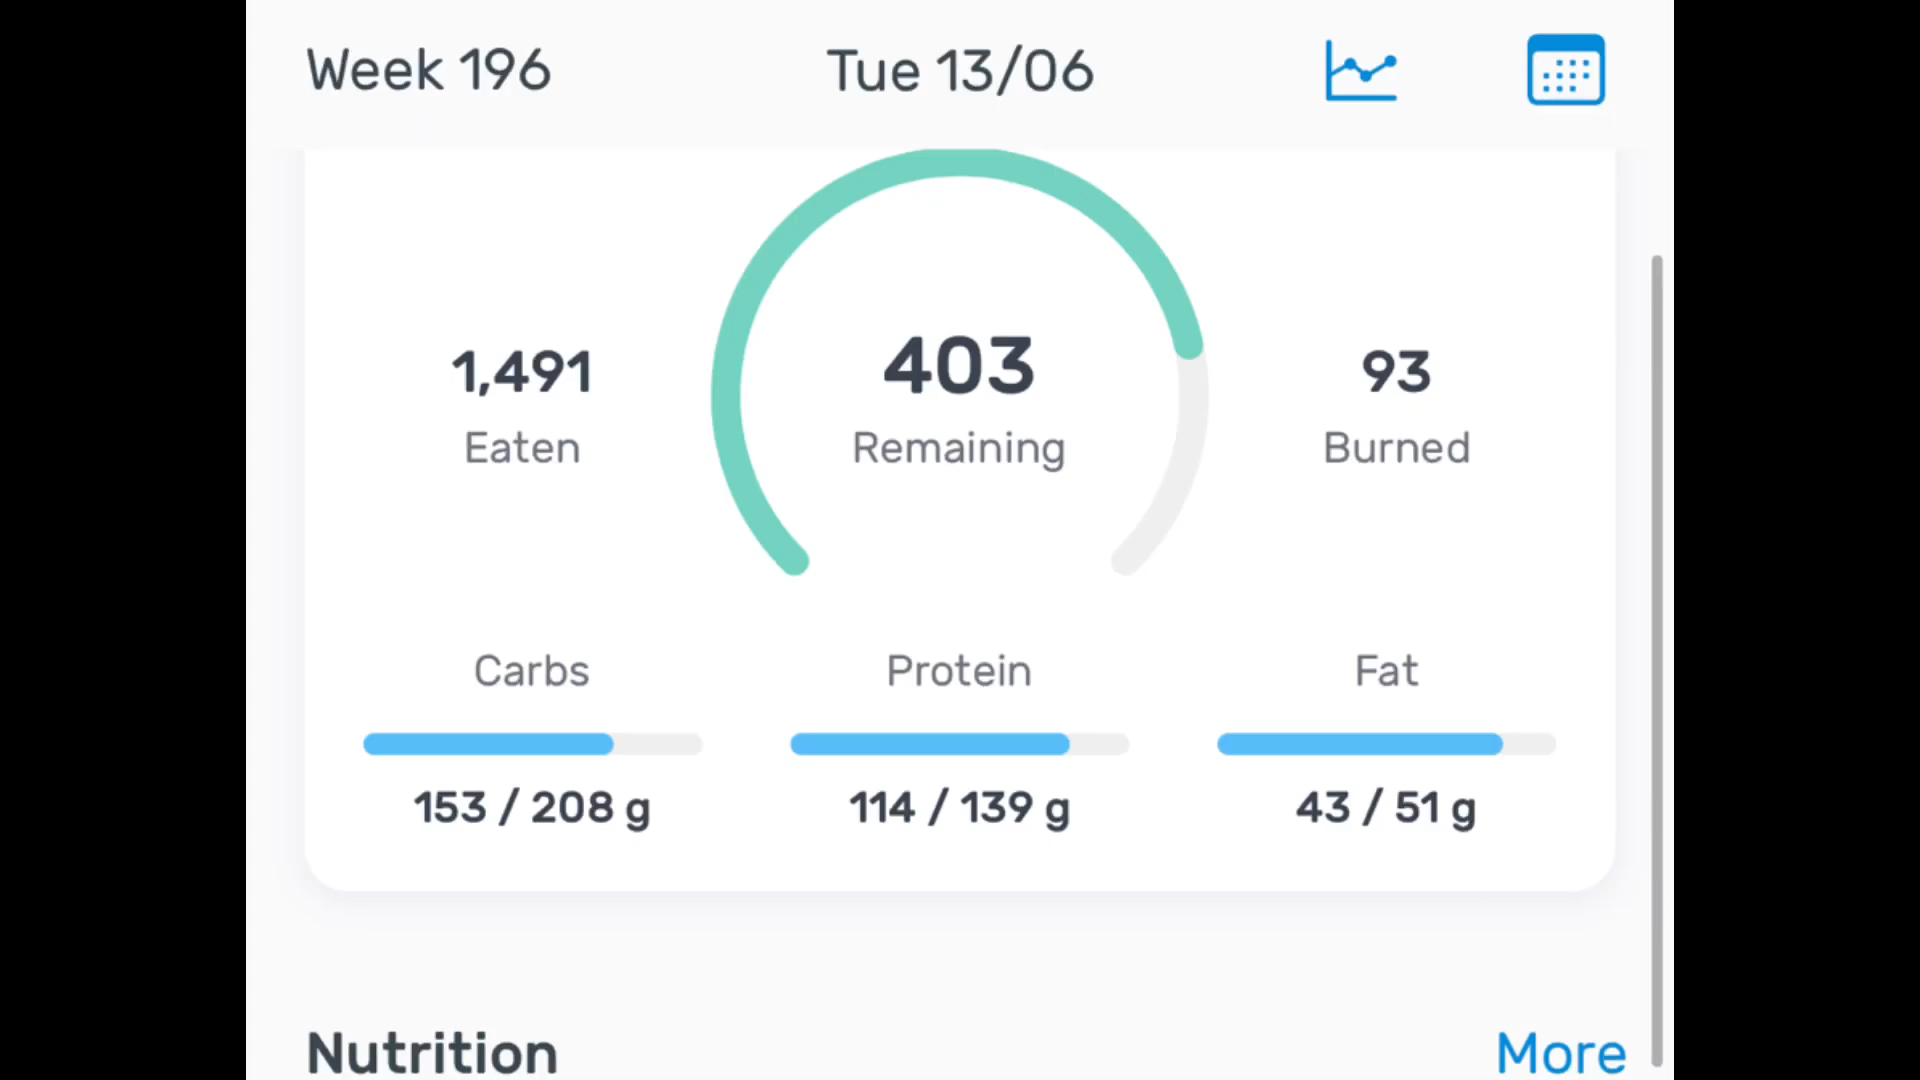 Week 196
Tue 13/06
1,491
Eaten
403
Remaining
93
Burned
Carbs
153 / 208 g
Protein
114 / 139 g
Fat
43 / 51 g
Nutrition
More